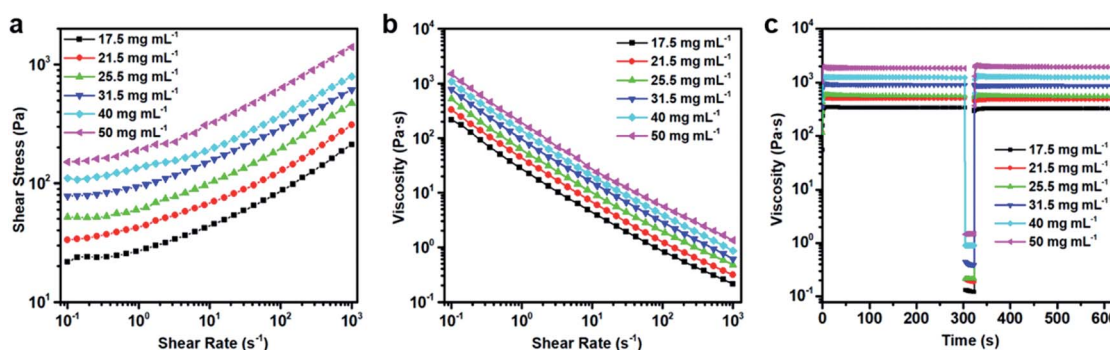 a
10³
10²
10¹
Shear Stress (Pa)
17.5 mg mL⁻¹
21.5 mg mL⁻¹
25.5 mg mL⁻¹
31.5 mg mL⁻¹
40 mg mL⁻¹
50 mg mL⁻¹
10⁻¹ 10⁰ 10¹ 10² 10³
Shear Rate (s⁻¹)
b
10⁴
10³
10²
10¹
10⁰
10⁻¹
Viscosity (Pa·s)
17.5 mg mL⁻¹
21.5 mg mL⁻¹
25.5 mg mL⁻¹
31.5 mg mL⁻¹
40 mg mL⁻¹
50 mg mL⁻¹
10⁻¹ 10⁰ 10¹ 10² 10³
Shear Rate (s⁻¹)
c
10⁴
10³
10²
10¹
10⁰
10⁻¹
Viscosity (Pa·s)
17.5 mg mL⁻¹
21.5 mg mL⁻¹
25.5 mg mL⁻¹
31.5 mg mL⁻¹
40 mg mL⁻¹
50 mg mL⁻¹
0 100 200 300 400 500 600
Time (s)